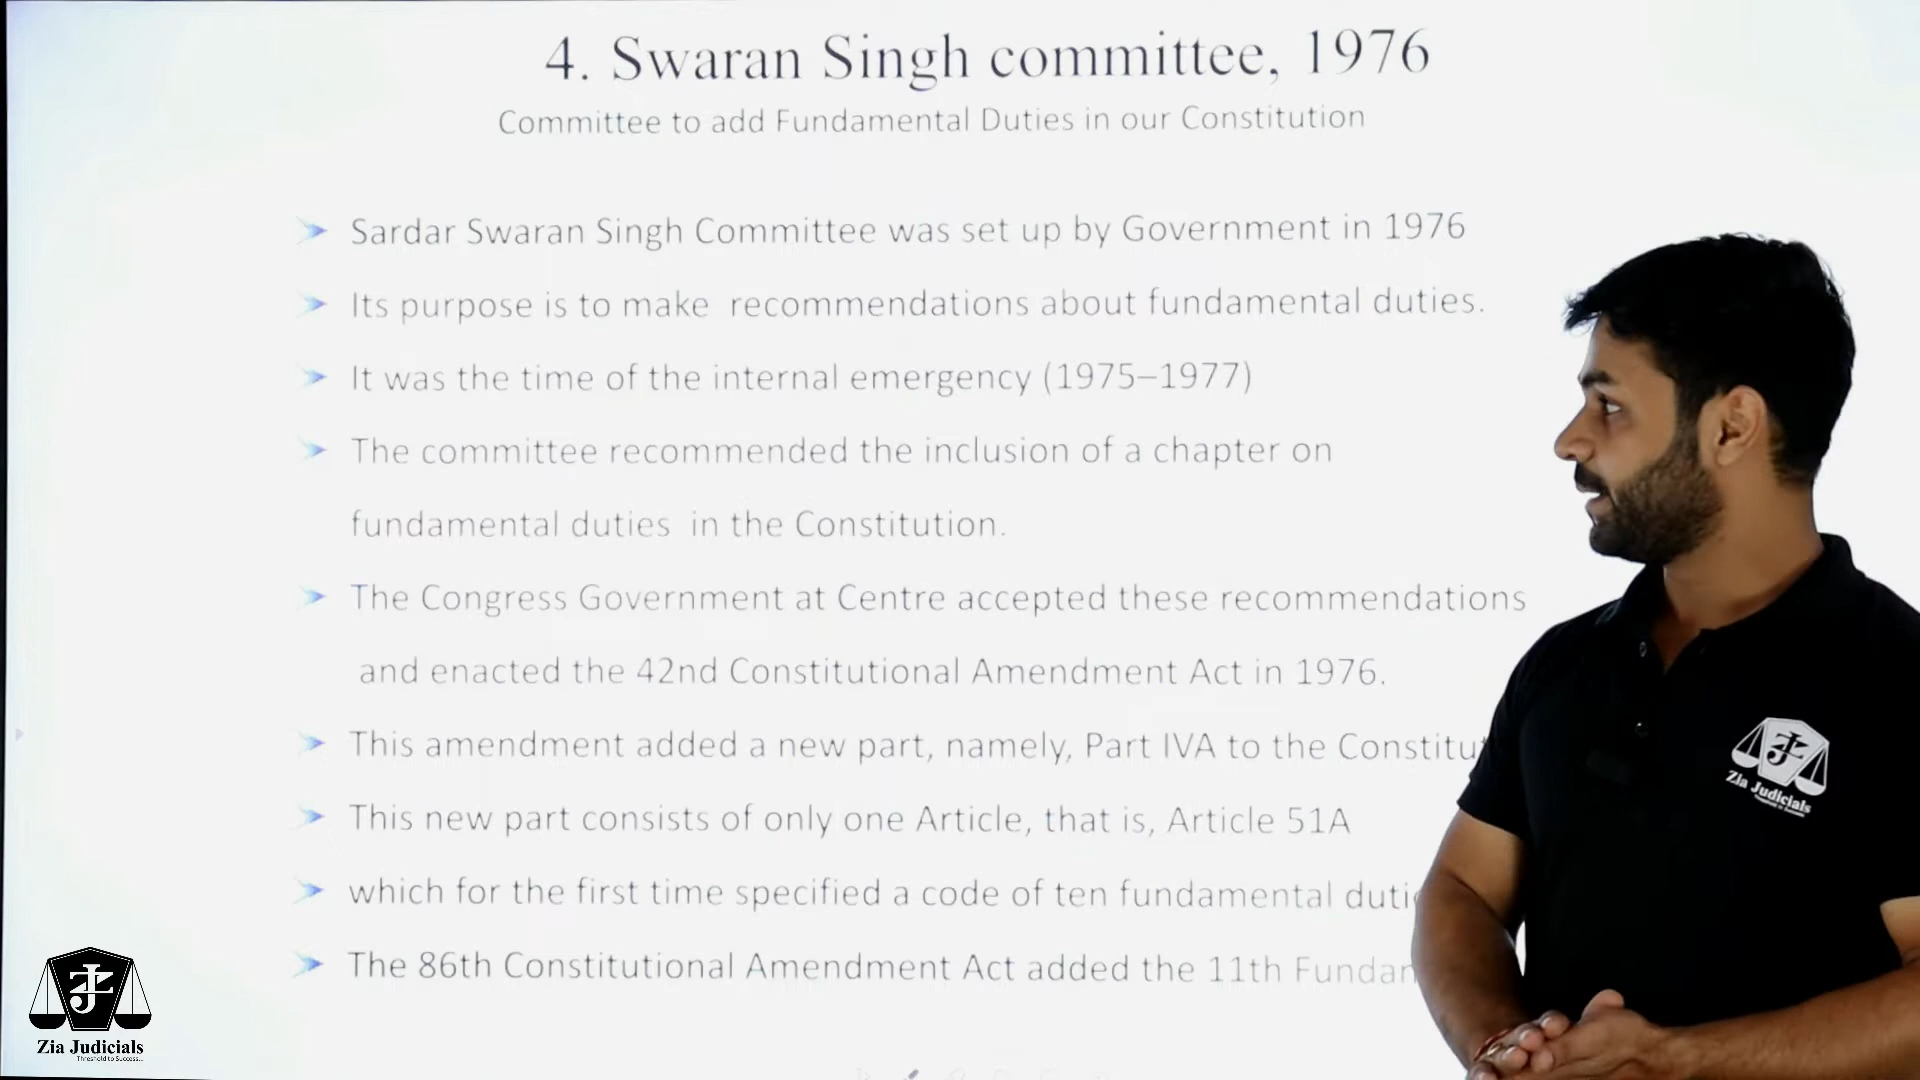 4. Swaran Singh committee, 1976
Committee to add Fundamental Duties in our Constitution
Sardar Swaran Singh Committee was set up by Government in 1976
Its purpose is to make recommendations about fundamental duties.
It was the time of the internal emergency (1975–1977)
The committee recommended the inclusion of a chapter on
fundamental duties in the Constitution.
The Congress Government at Centre accepted these recommendations
and enacted the 42nd Constitutional Amendment Act in 1976.
This amendment added a new part, namely, Part IVA to the Constitu
This new part consists of only one Article, that is, Article 51A
which for the first time specified a code of ten fundamental duti
The 86th Constitutional Amendment Act added the 11th Fundam
Zia Judicials
Zia Judicials
Threshold to Success...